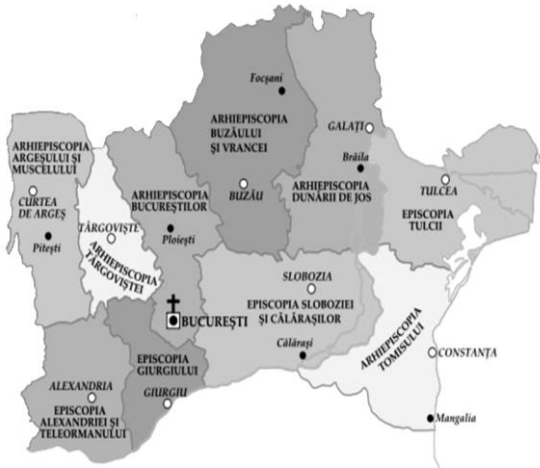 Focșani
ARHIEPISCOPIA
BUZĂULUI
ȘI VRANCEI
GALAȚI
Brăila
ARHIEPISCOPIA
ARGEȘULUI ȘI
MUSCELULUI
CURTEA
DE ARGEȘ
Pitești
TÂRGOVIȘTE
ARHIEPISCOPIA
TÂRGOVIȘTEI
ARHIEPISCOPIA
BUCUREȘTILOR
Ploiești
BUZĂU
ARHIEPISCOPIA
DUNĂRII DE JOS
TULCEA
EPISCOPIA
TULCII
SLOBOZIA
EPISCOPIA SLOBOZIEI
ȘI CĂLĂRAȘILOR
BUCUREȘTI
Călărași
ARHIEPISCOPIA
TOMISULUI
CONSTANȚA
EPISCOPIA
GIURGIULUI
GIURGIU
ALEXANDRIA
EPISCOPIA
ALEXANDRIEI ȘI
TELEORMANULUI
Mangalia